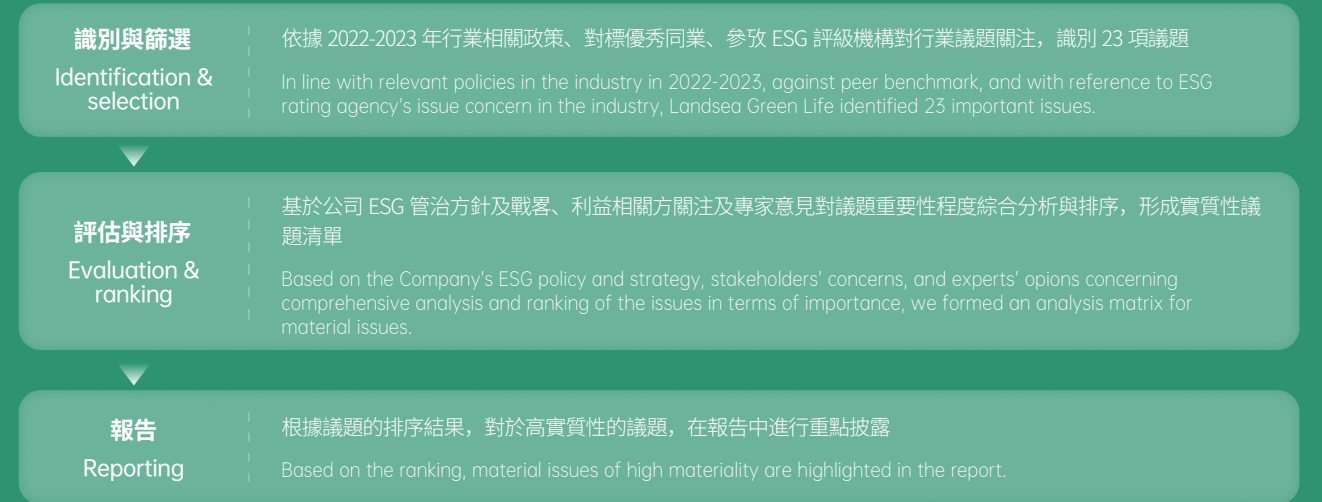 識別與篩選
Identification &
selection
依據 2022-2023 年行業相關政策、對標優秀同業、參攷 ESG 評級機構對行業議題關注，識別 23 項議題
In line with relevant policies in the industry in 2022-2023, against peer benchmark, and with reference to ESG
rating agency's issue concern in the industry, Landsea Green Life identified 23 important issues.
評估與排序
Evaluation &
ranking
基於公司 ESG 管治方針及戰畧、利益相關方關注及專家意見對議題重要性程度綜合分析與排序，形成實質性議
題清單
Based on the Company's ESG policy and strategy, stakeholders' concerns, and experts' opions concerning
comprehensive analysis and ranking of the issues in terms of importance, we formed an analysis matrix for
material issues.
報告
Reporting
根據議題的排序結果，對於高實質性的議題，在報告中進行重點披露
Based on the ranking, material issues of high materiality are highlighted in the report.